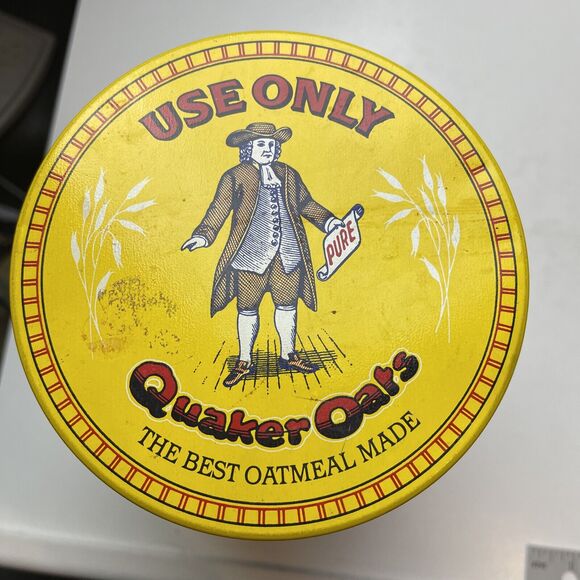 USE ONLY
PURE
Quaker Oats
THE BEST OATMEAL MADE